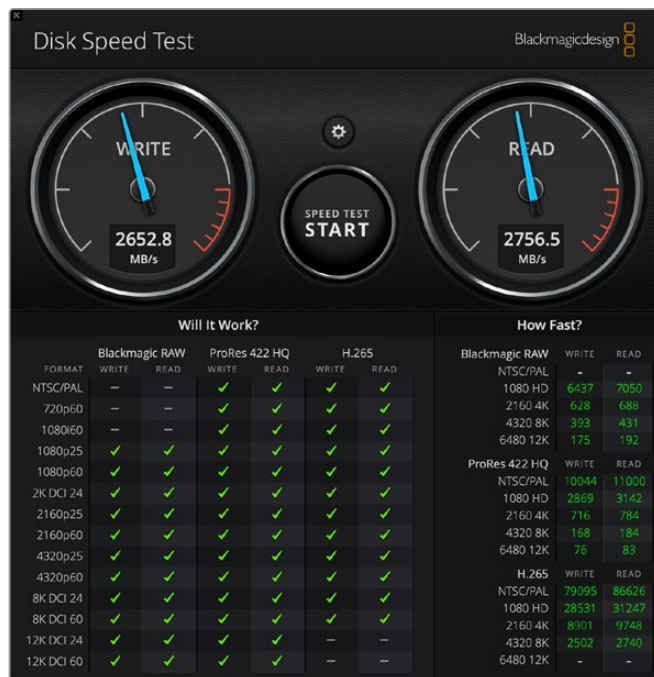 Disk Speed Test
Blackmagicdesign
WRITE
2652.8
MB/s
SPEED TEST
START
READ
2756.5
MB/s
Will It Work?
Blackmagic RAW ProRes 422 HQ H.265
FORMAT WRITE READ WRITE READ WRITE READ
NTSC/PAL – – ✓ ✓ ✓ ✓
720p60 – – ✓ ✓ ✓ ✓
1080i60 – – ✓ ✓ ✓ ✓
1080p25 ✓ ✓ ✓ ✓ ✓ ✓
1080p60 ✓ ✓ ✓ ✓ ✓ ✓
2K DCI 24 ✓ ✓ ✓ ✓ ✓ ✓
2160p25 ✓ ✓ ✓ ✓ ✓ ✓
2160p60 ✓ ✓ ✓ ✓ ✓ ✓
4320p25 ✓ ✓ ✓ ✓ ✓ ✓
4320p60 ✓ ✓ ✓ ✓ ✓ ✓
8K DCI 24 ✓ ✓ ✓ ✓ ✓ ✓
8K DCI 60 ✓ ✓ ✓ ✓ ✓ ✓
12K DCI 24 ✓ ✓ ✓ ✓ – –
12K DCI 60 ✓ ✓ ✓ ✓ – –
How Fast?
Blackmagic RAW WRITE READ
NTSC/PAL - -
1080 HD 6437 7050
2160 4K 628 688
4320 8K 393 431
6480 12K 175 192
ProRes 422 HQ WRITE READ
NTSC/PAL 10044 11000
1080 HD 2869 3142
2160 4K 716 784
4320 8K 168 184
6480 12K 76 83
H.265 WRITE READ
NTSC/PAL 79095 86626
1080 HD 28531 31247
2160 4K 8901 9748
4320 8K 2502 2740
6480 12K - -